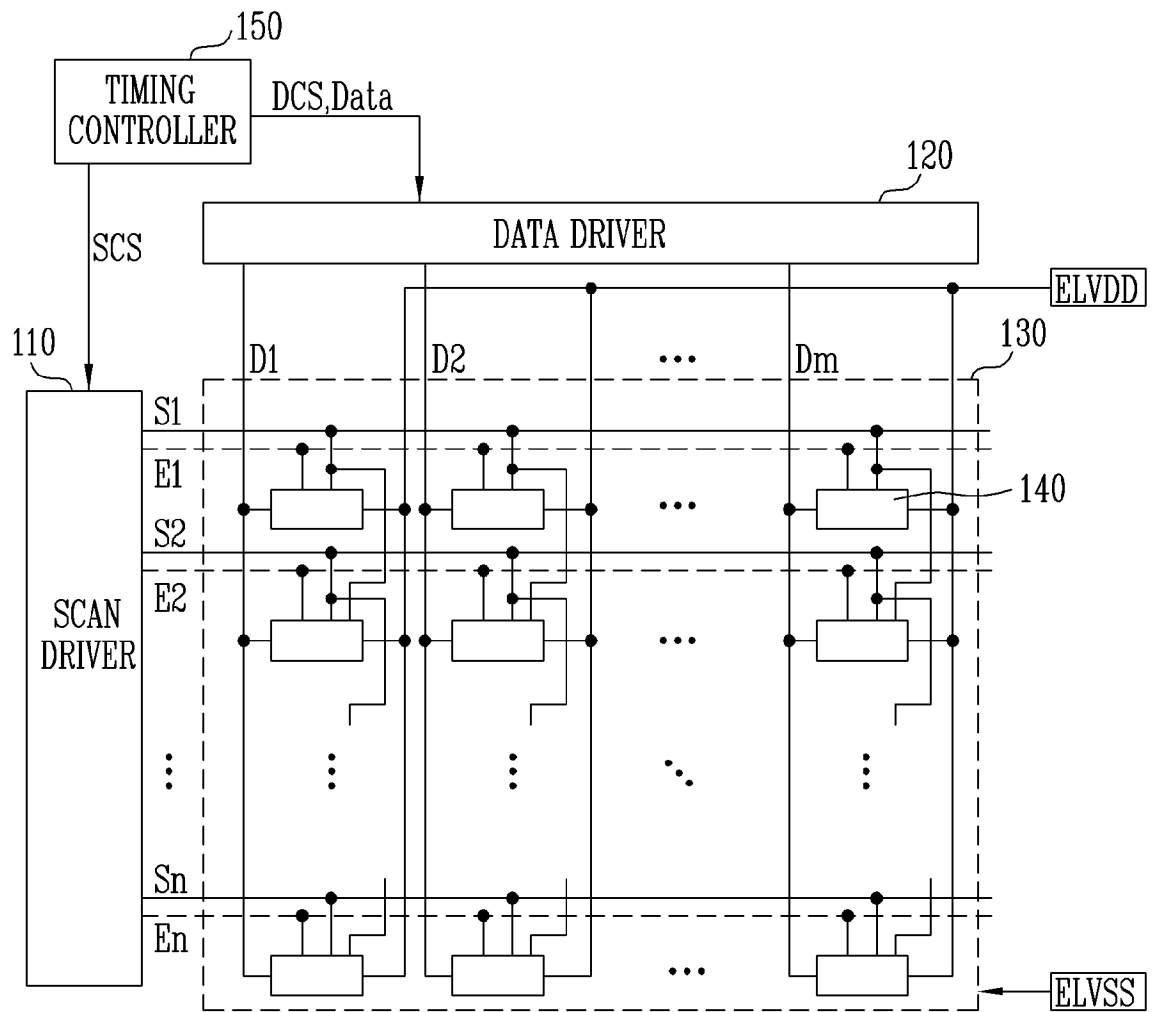 150
TIMING
CONTROLLER
DCS,Data
120
DATA DRIVER
SCS
ELVDD
110
D1
D2
Dm
130
S1
E1
140
S2
E2
SCAN
DRIVER
Sn
En
ELVSS